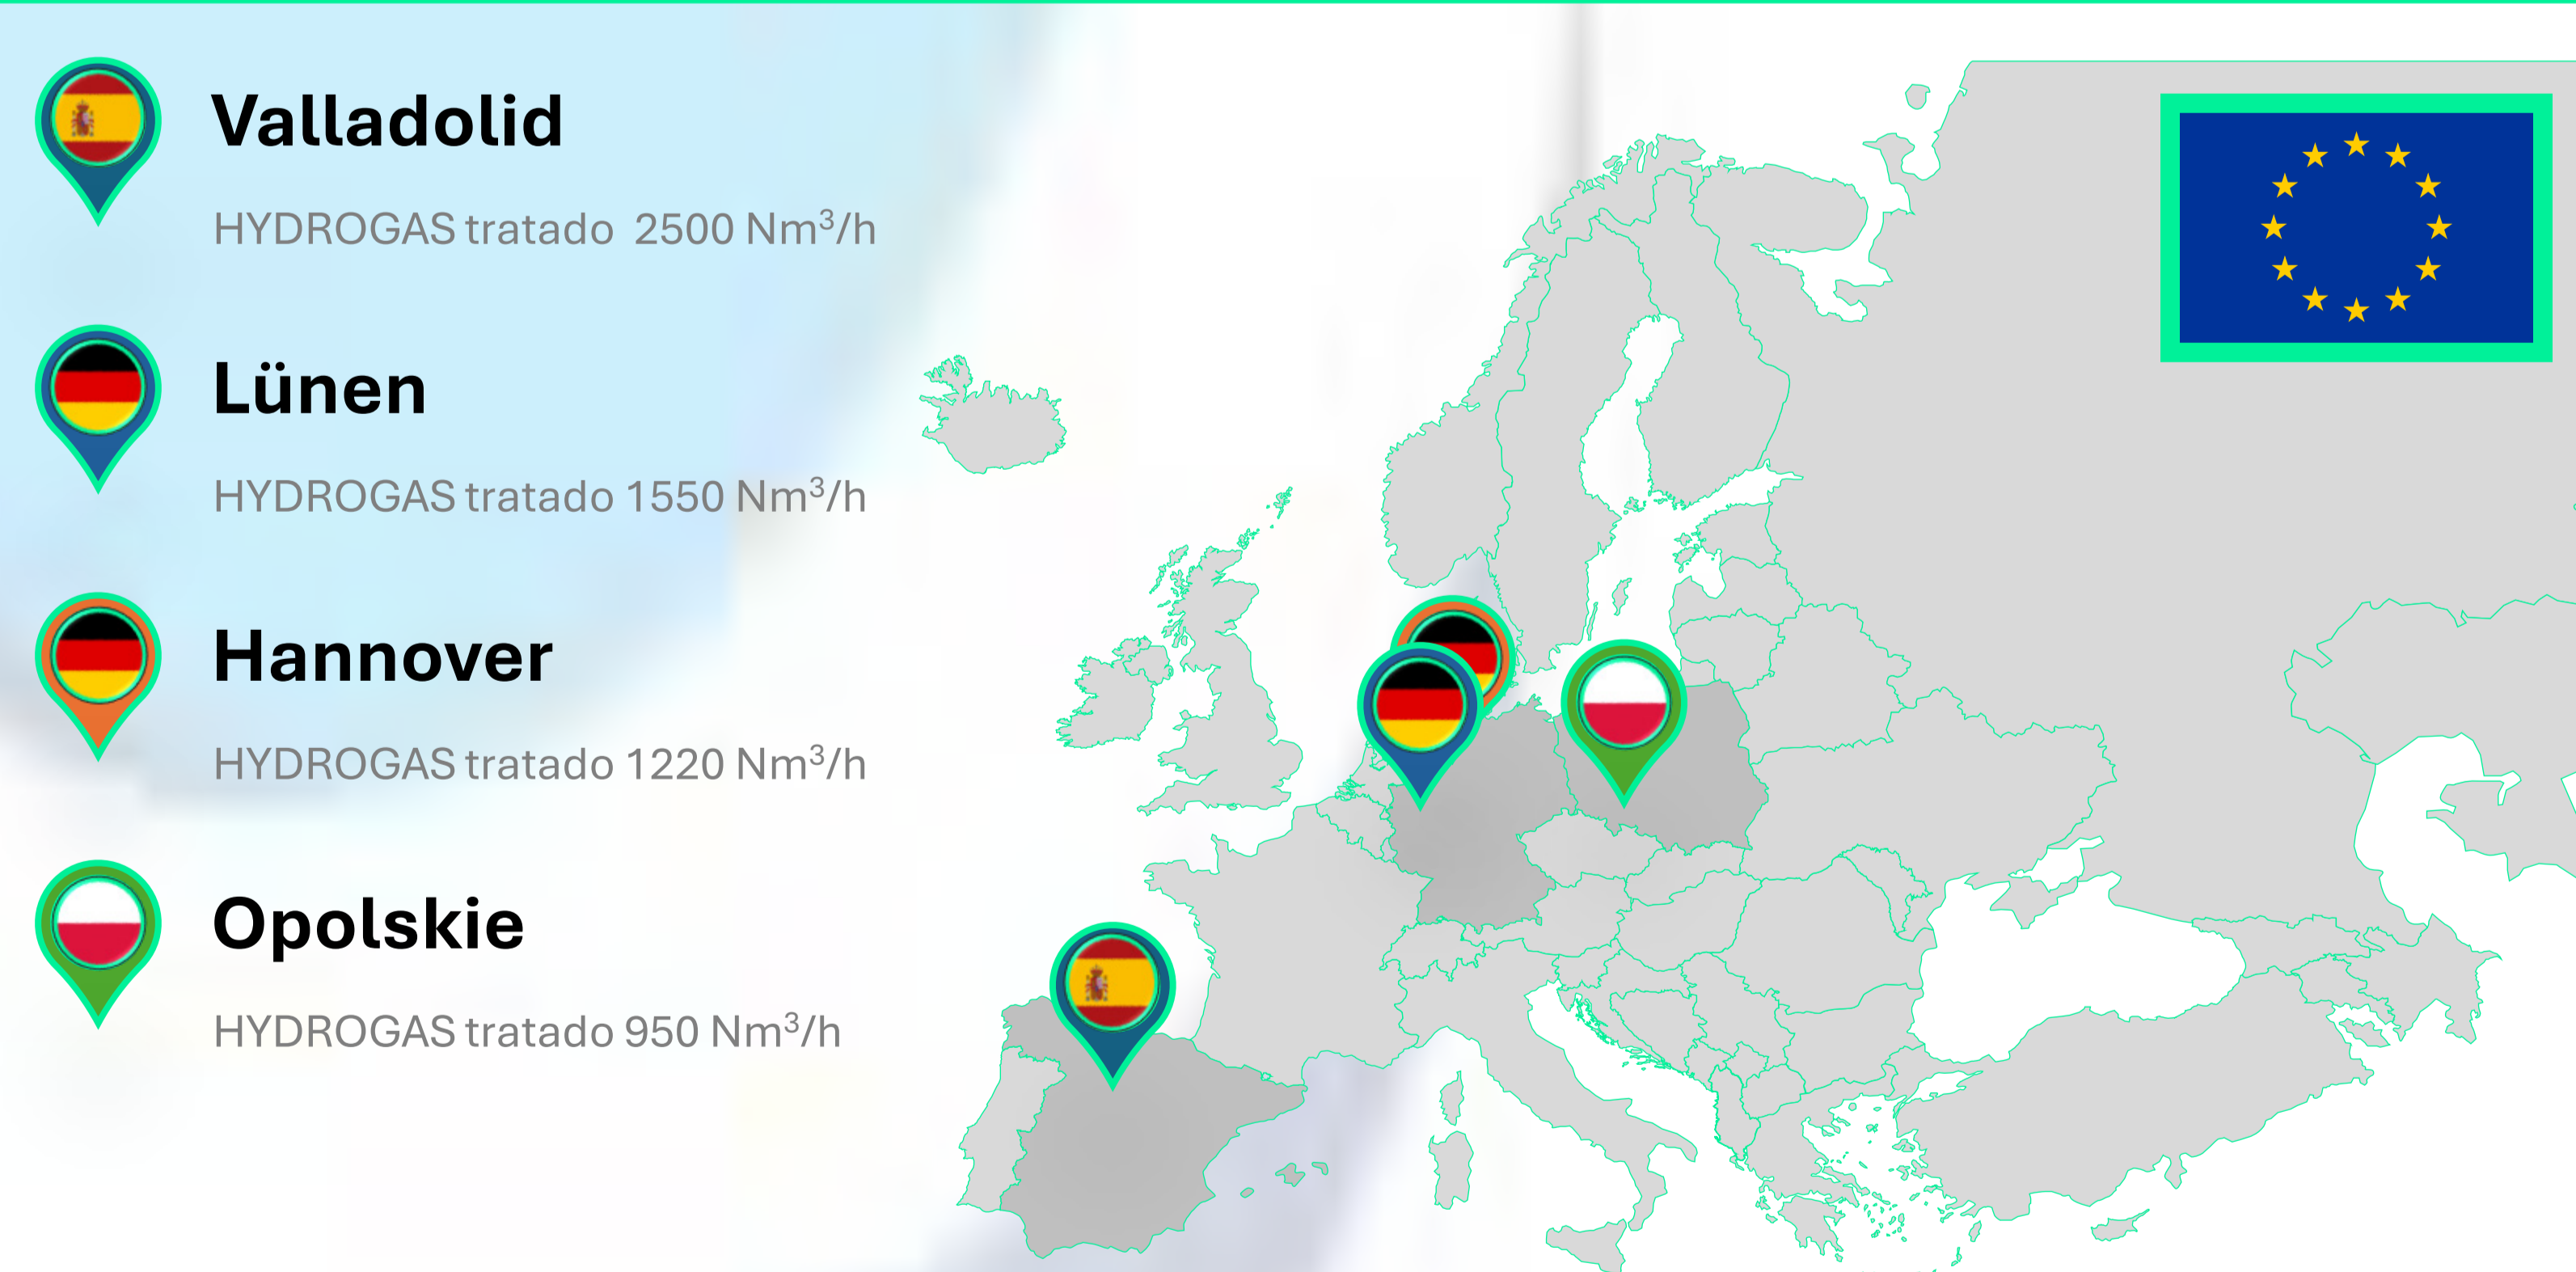 Valladolid
HYDROGAS tratado  2500 Nm³/h
Lünen
HYDROGAS tratado 1550 Nm³/h
Hannover
HYDROGAS tratado 1220 Nm³/h
Opolskie
HYDROGAS tratado 950 Nm³/h